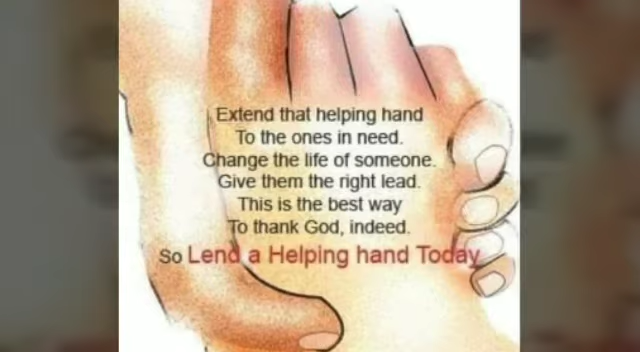 Extend that helping hand
To the ones in need.
Change the life of someone.
Give them the right lead.
This is the best way
To thank God, indeed.
So Lend a Helping hand Today